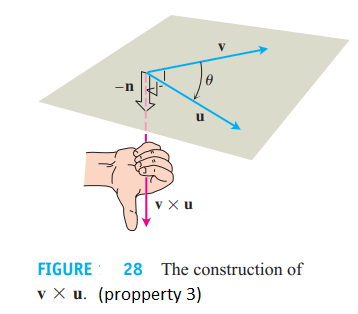 v
θ
−n
u
v × u
FIGURE 28 The construction of
v × u. (propperty 3)